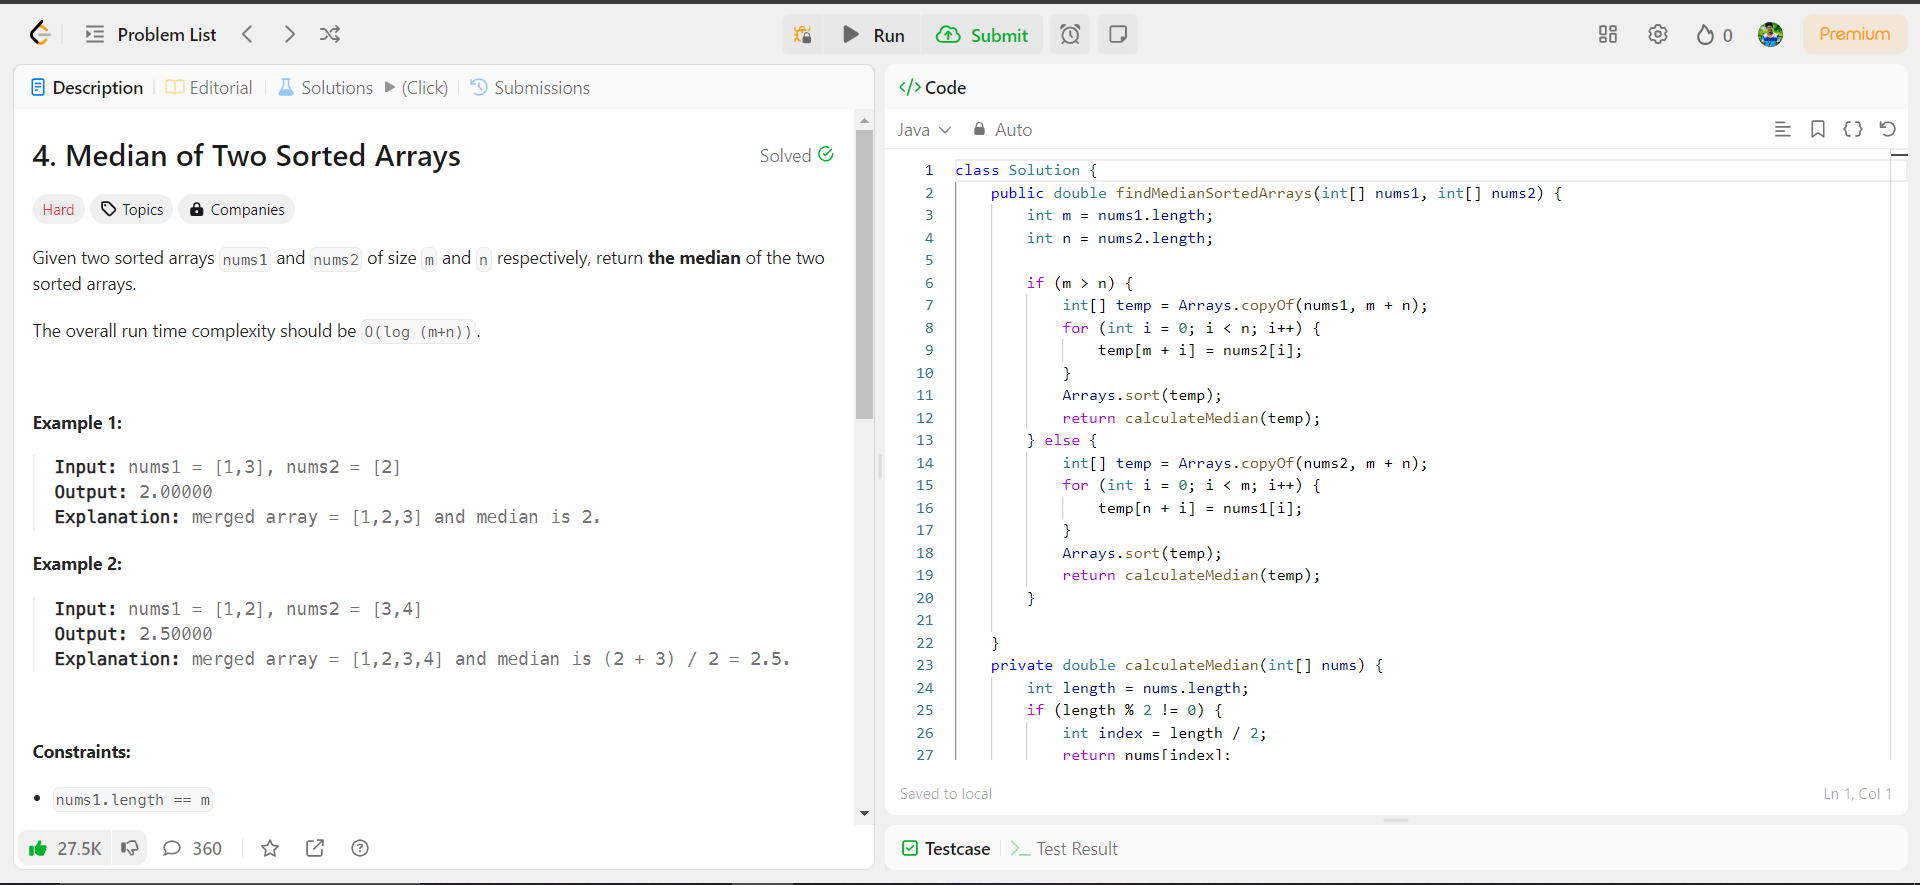 Problem List
Run
Submit
0
Premium
Description
Editorial
Solutions
(Click)
Submissions
4. Median of Two Sorted Arrays
Solved
Hard
Topics
Companies
Given two sorted arrays nums1 and nums2 of size m and n respectively, return the median of the two
sorted arrays.
The overall run time complexity should be O(log (m+n)).
Example 1:
Input: nums1 = [1,3], nums2 = [2]
Output: 2.00000
Explanation: merged array = [1,2,3] and median is 2.
Example 2:
Input: nums1 = [1,2], nums2 = [3,4]
Output: 2.50000
Explanation: merged array = [1,2,3,4] and median is (2 + 3) / 2 = 2.5.
Constraints:
• nums1.length == m
27.5K
360
</> Code
Java
Auto
1 class Solution {
2     public double findMedianSortedArrays(int[] nums1, int[] nums2) {
3         int m = nums1.length;
4         int n = nums2.length;
5
6         if (m > n) {
7             int[] temp = Arrays.copyOf(nums1, m + n);
8             for (int i = 0; i < n; i++) {
9                 temp[m + i] = nums2[i];
10             }
11             Arrays.sort(temp);
12             return calculateMedian(temp);
13         } else {
14             int[] temp = Arrays.copyOf(nums2, m + n);
15             for (int i = 0; i < m; i++) {
16                 temp[n + i] = nums1[i];
17             }
18             Arrays.sort(temp);
19             return calculateMedian(temp);
20         }
21
22     }
23     private double calculateMedian(int[] nums) {
24         int length = nums.length;
25         if (length % 2 != 0) {
26             int index = length / 2;
27             return nums[index];
Saved to local
Ln 1, Col 1
Testcase
Test Result